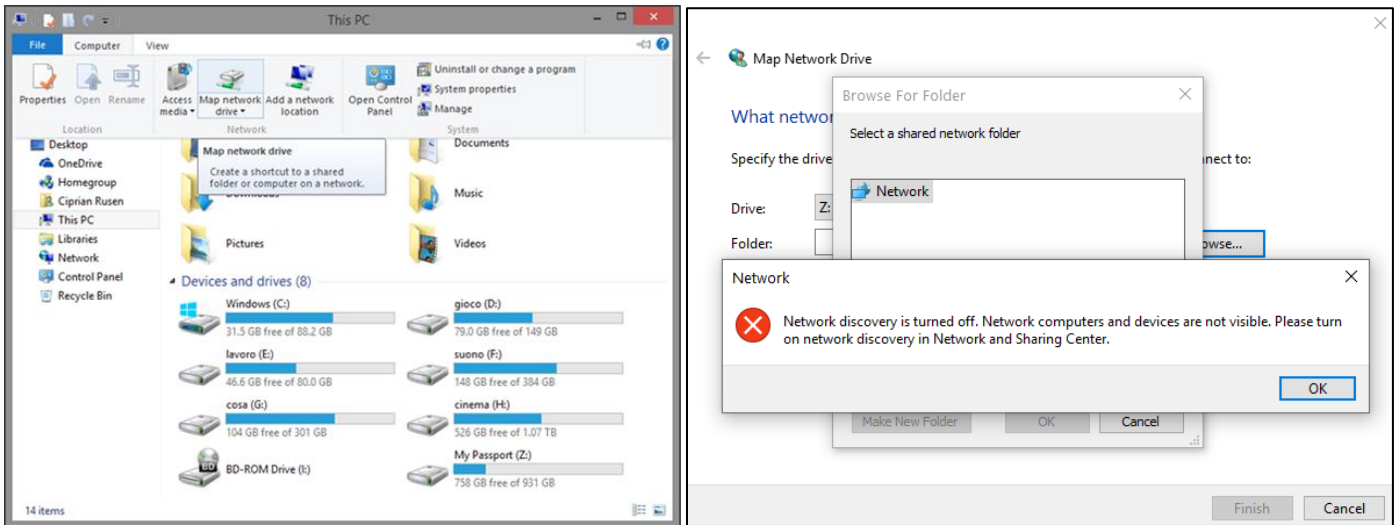 This PC
File Computer View
Properties Open Rename
Access media
Map network drive
Add a network location
Open Control Panel
Uninstall or change a program
System properties
Manage
Location Network System
Desktop
OneDrive
Homegroup
Ciprian Rusen
This PC
Libraries
Network
Control Panel
Recycle Bin
Map network drive
Create a shortcut to a shared
folder or computer on a network.
Documents
Downloads
Music
Pictures
Videos
Devices and drives (8)
Windows (C:)
31.5 GB free of 88.2 GB
gioco (D:)
79.0 GB free of 149 GB
lavoro (E:)
46.6 GB free of 80.0 GB
suono (F:)
148 GB free of 384 GB
cosa (G:)
104 GB free of 301 GB
cinema (H:)
526 GB free of 1.07 TB
BD-ROM Drive (I:)
BD
My Passport (Z:)
758 GB free of 931 GB
14 items
Map Network Drive
What networ
Specify the drive
nnect to:
Drive: Z:
Folder:
owse...
Browse For Folder
Select a shared network folder
Network
Network
Network discovery is turned off. Network computers and devices are not visible. Please turn
on network discovery in Network and Sharing Center.
OK
Make New Folder OK Cancel
Finish Cancel